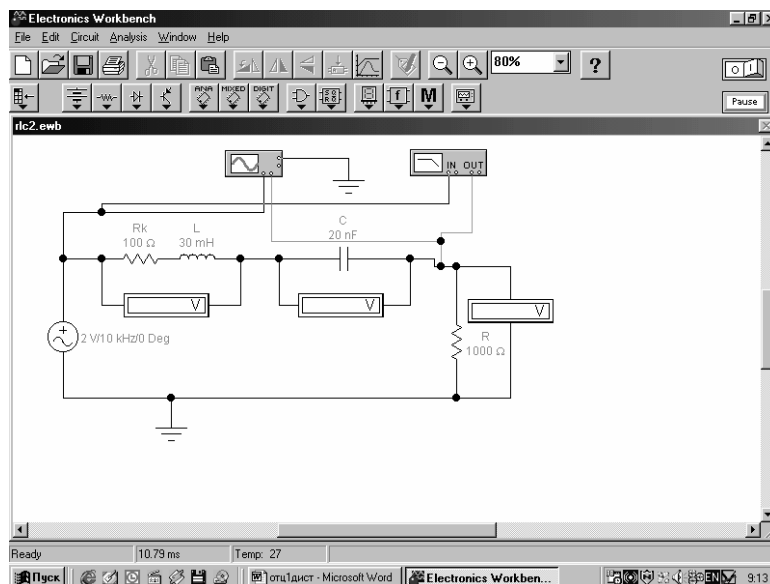 Electronics Workbench
File Edit Circuit Analysis Window Help
80%
?
ANA MIXED DIGIT
M
Pause
rlc2.ewb
IN OUT
Rk
100 Ω
L
30 mH
C
20 nF
V
V
V
2 V/10 kHz/0 Deg
R
1000 Ω
Ready 10.79 ms Temp: 27
Пуск отц1дист - Microsoft Word Electronics Workben... EN 9:13